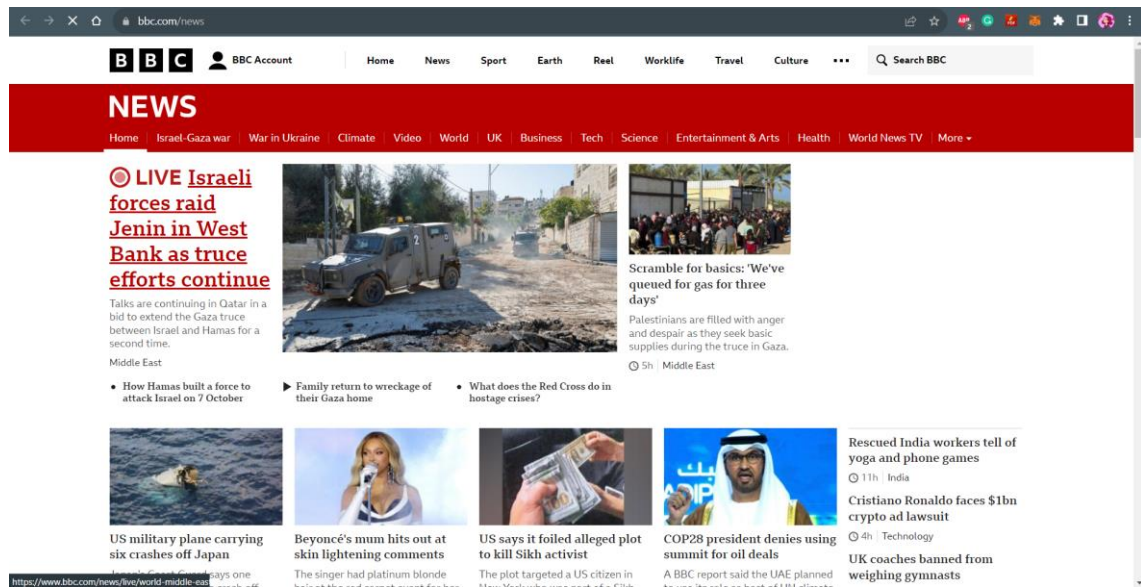 bbc.com/news
2
BBC
BBC Account
Home
News
Sport
Earth
Reel
Worklife
Travel
Culture
Search BBC
NEWS
Home
Israel-Gaza war
War in Ukraine
Climate
Video
World
UK
Business
Tech
Science
Entertainment & Arts
Health
World News TV
More
LIVE Israeli
forces raid
Jenin in West
Bank as truce
efforts continue
Talks are continuing in Qatar in a
bid to extend the Gaza truce
between Israel and Hamas for a
second time.
Middle East
Scramble for basics: 'We've
queued for gas for three
days'
Palestinians are filled with anger
and despair as they seek basic
supplies during the truce in Gaza.
5h
Middle East
How Hamas built a force to
attack Israel on 7 October
Family return to wreckage of
their Gaza home
What does the Red Cross do in
hostage crises?
US military plane carrying
six crashes off Japan
says one
Beyoncé's mum hits out at
skin lightening comments
The singer had platinum blonde
US says it foiled alleged plot
to kill Sikh activist
The plot targeted a US citizen in
COP28 president denies using
summit for oil deals
A BBC report said the UAE planned
Rescued India workers tell of
yoga and phone games
11h
India
Cristiano Ronaldo faces $1bn
crypto ad lawsuit
4h
Technology
UK coaches banned from
weighing gymnasts
https://www.bbc.com/news/live/world-middle-east